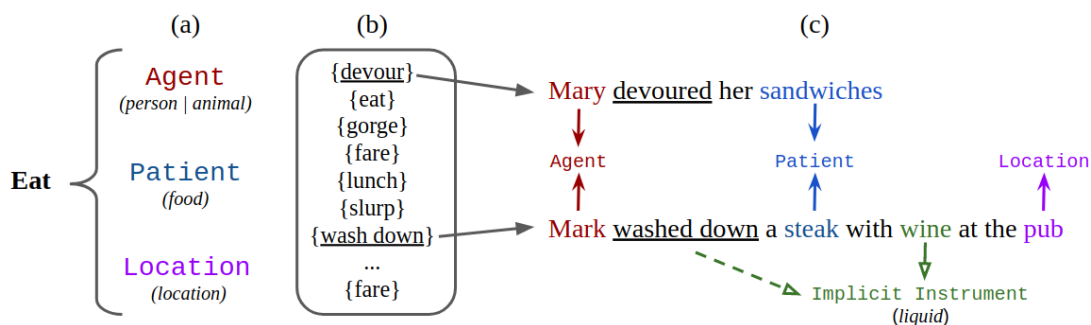 (a)
(b)
(c)
Eat
Agent
(person | animal)
Patient
(food)
Location
(location)
{devour}
{eat}
{gorge}
{fare}
{lunch}
{slurp}
{wash down}
...
{fare}
Mary devoured her sandwiches
Agent
Patient
Location
Mark washed down a steak with wine at the pub
Implicit Instrument
(liquid)